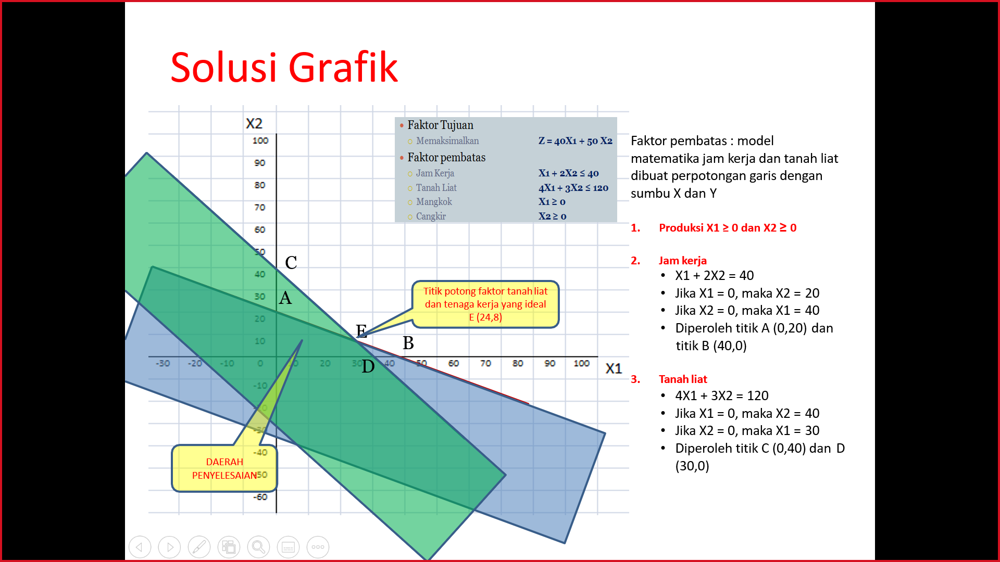 Solusi Grafik
X2
100
90
80
70
60
50
40
30
20
10
-30
-20
-10
0
20
30
40
50
60
70
80
90
100
X1
-10
-30
-40
-50
-60
C
A
E
B
D
• Faktor Tujuan
○ Memaksimalkan Z = 40X1 + 50 X2
• Faktor pembatas
○ Jam Kerja X1 + 2X2 ≤ 40
○ Tanah Liat 4X1 + 3X2 ≤ 120
○ Mangkok X1 ≥ 0
○ Cangkir X2 ≥ 0
Titik potong faktor tanah liat
dan tenaga kerja yang ideal
E (24,8)
DAERAH
PENYELESAIAN
Faktor pembatas : model
matematika jam kerja dan tanah liat
dibuat perpotongan garis dengan
sumbu X dan Y
1. Produksi X1 ≥ 0 dan X2 ≥ 0
2. Jam kerja
• X1 + 2X2 = 40
• Jika X1 = 0, maka X2 = 20
• Jika X2 = 0, maka X1 = 40
• Diperoleh titik A (0,20) dan
titik B (40,0)
3. Tanah liat
• 4X1 + 3X2 = 120
• Jika X1 = 0, maka X2 = 40
• Jika X2 = 0, maka X1 = 30
• Diperoleh titik C (0,40) dan D
(30,0)